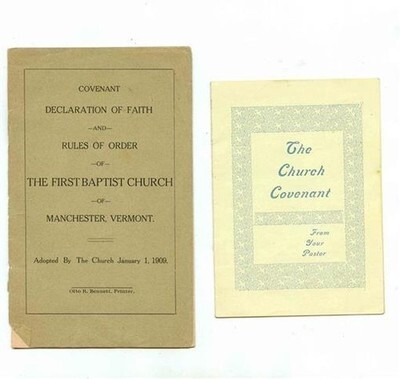 COVENANT
DECLARATION OF FAITH
—AND—
RULES OF ORDER
—OF—
THE FIRST BAPTIST CHURCH
—OF—
MANCHESTER, VERMONT.
Adopted By The Church January 1, 1909.
Otto R. Bennett, Printer.
The
Church
Covenant
From
Your
Pastor